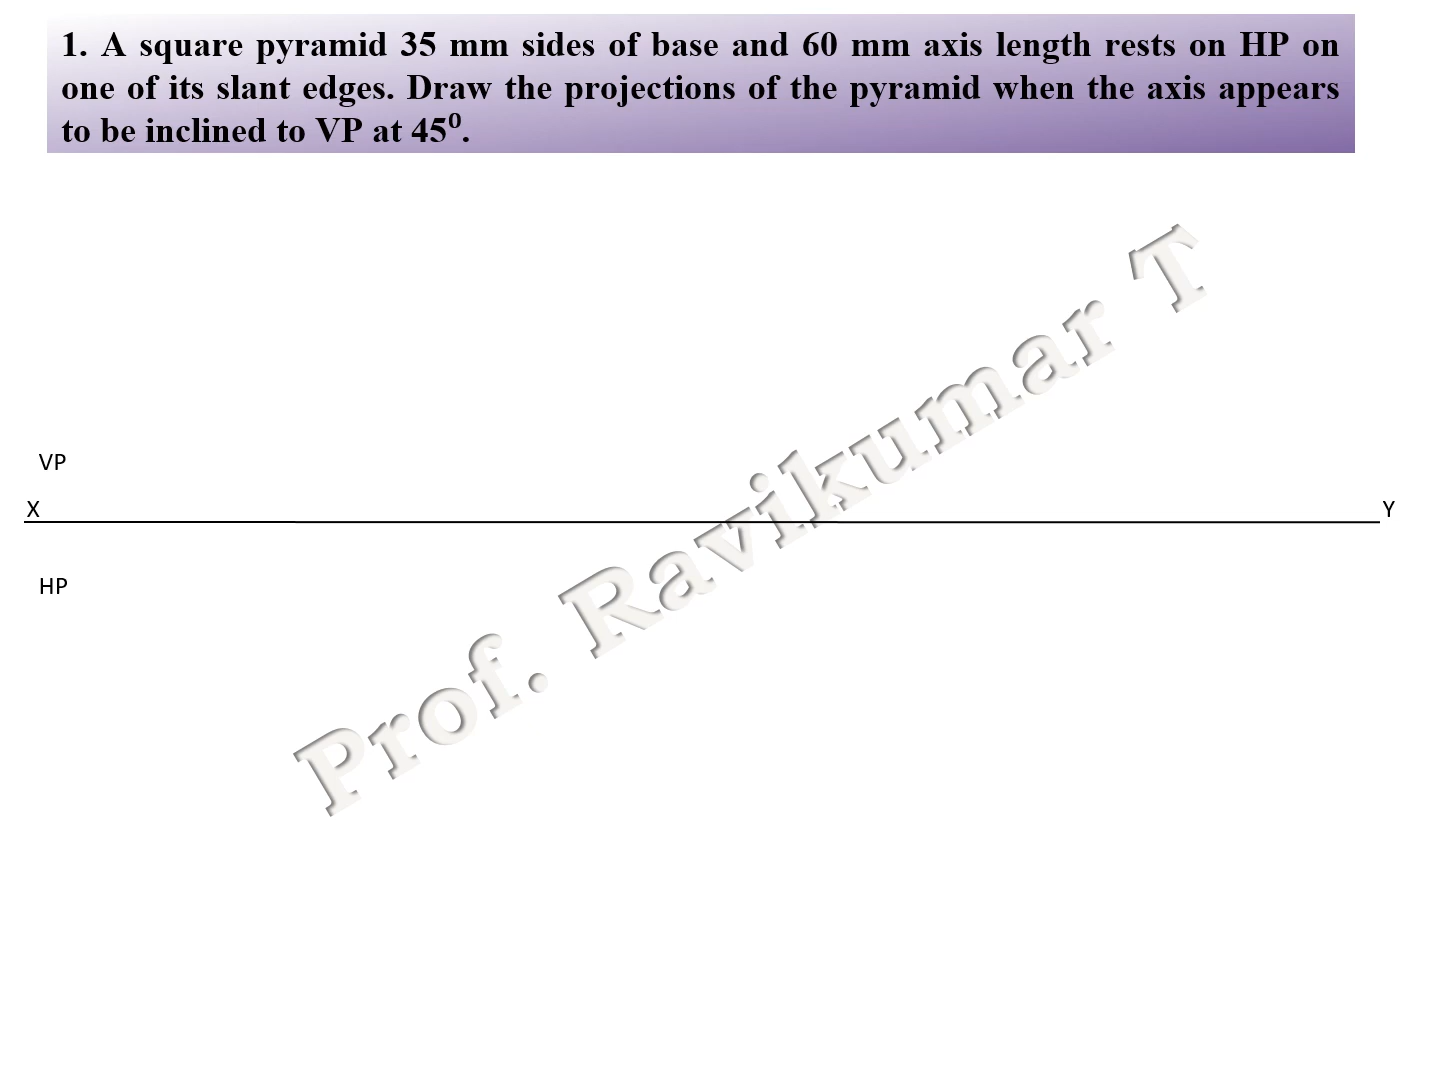 1. A square pyramid 35 mm sides of base and 60 mm axis length rests on HP on
one of its slant edges. Draw the projections of the pyramid when the axis appears
to be inclined to VP at 45⁰.
Prof. Ravikumar T
VP
X
Y
HP